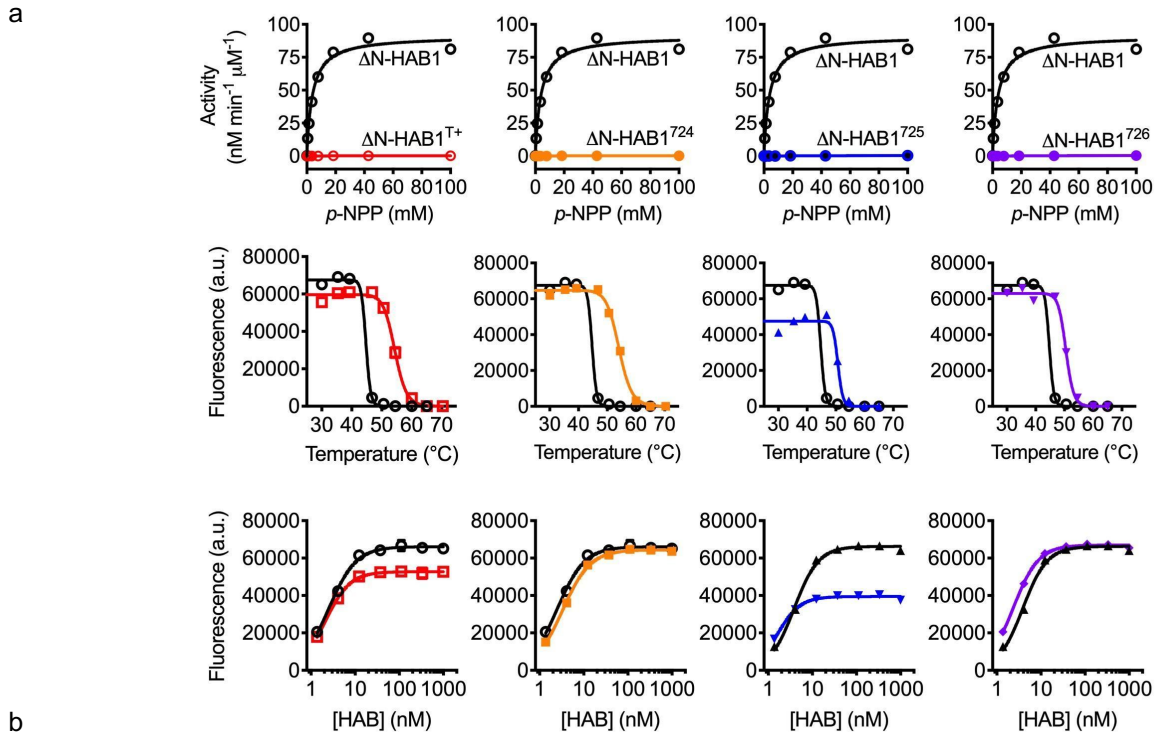 a
Activity
(nM min⁻¹ μM⁻¹)
100
75
50
25
0
ΔN-HAB1
ΔN-HAB1ᵀ⁺
0 20 40 60 80 100
p-NPP (mM)
100
75
50
25
0
ΔN-HAB1
ΔN-HAB1⁷²⁴
0 20 40 60 80 100
p-NPP (mM)
100
75
50
25
0
ΔN-HAB1
ΔN-HAB1⁷²⁵
0 20 40 60 80 100
p-NPP (mM)
100
75
50
25
0
ΔN-HAB1
ΔN-HAB1⁷²⁶
0 20 40 60 80 100
p-NPP (mM)
Fluorescence (a.u.)
80000
60000
40000
20000
0
30 40 50 60 70
Temperature (°C)
80000
60000
40000
20000
0
30 40 50 60 70
Temperature (°C)
80000
60000
40000
20000
0
30 40 50 60 70
Temperature (°C)
80000
60000
40000
20000
0
30 40 50 60 70
Temperature (°C)
Fluorescence (a.u.)
80000
60000
40000
20000
0
1 10 100 1000
[HAB] (nM)
80000
60000
40000
20000
0
1 10 100 1000
[HAB] (nM)
80000
60000
40000
20000
0
1 10 100 1000
[HAB] (nM)
80000
60000
40000
20000
0
1 10 100 1000
[HAB] (nM)
b